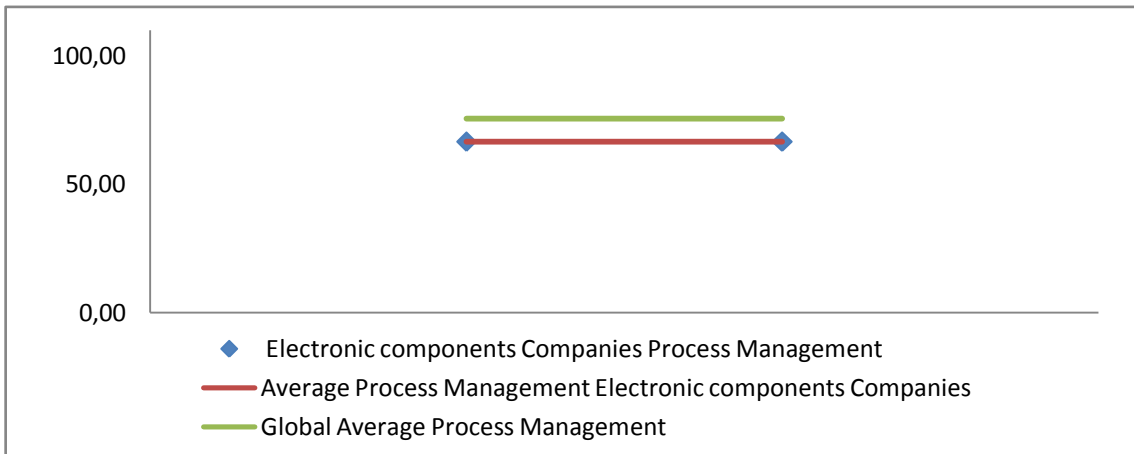 100,00
50,00
0,00
Electronic components Companies Process Management
Average Process Management Electronic components Companies
Global Average Process Management